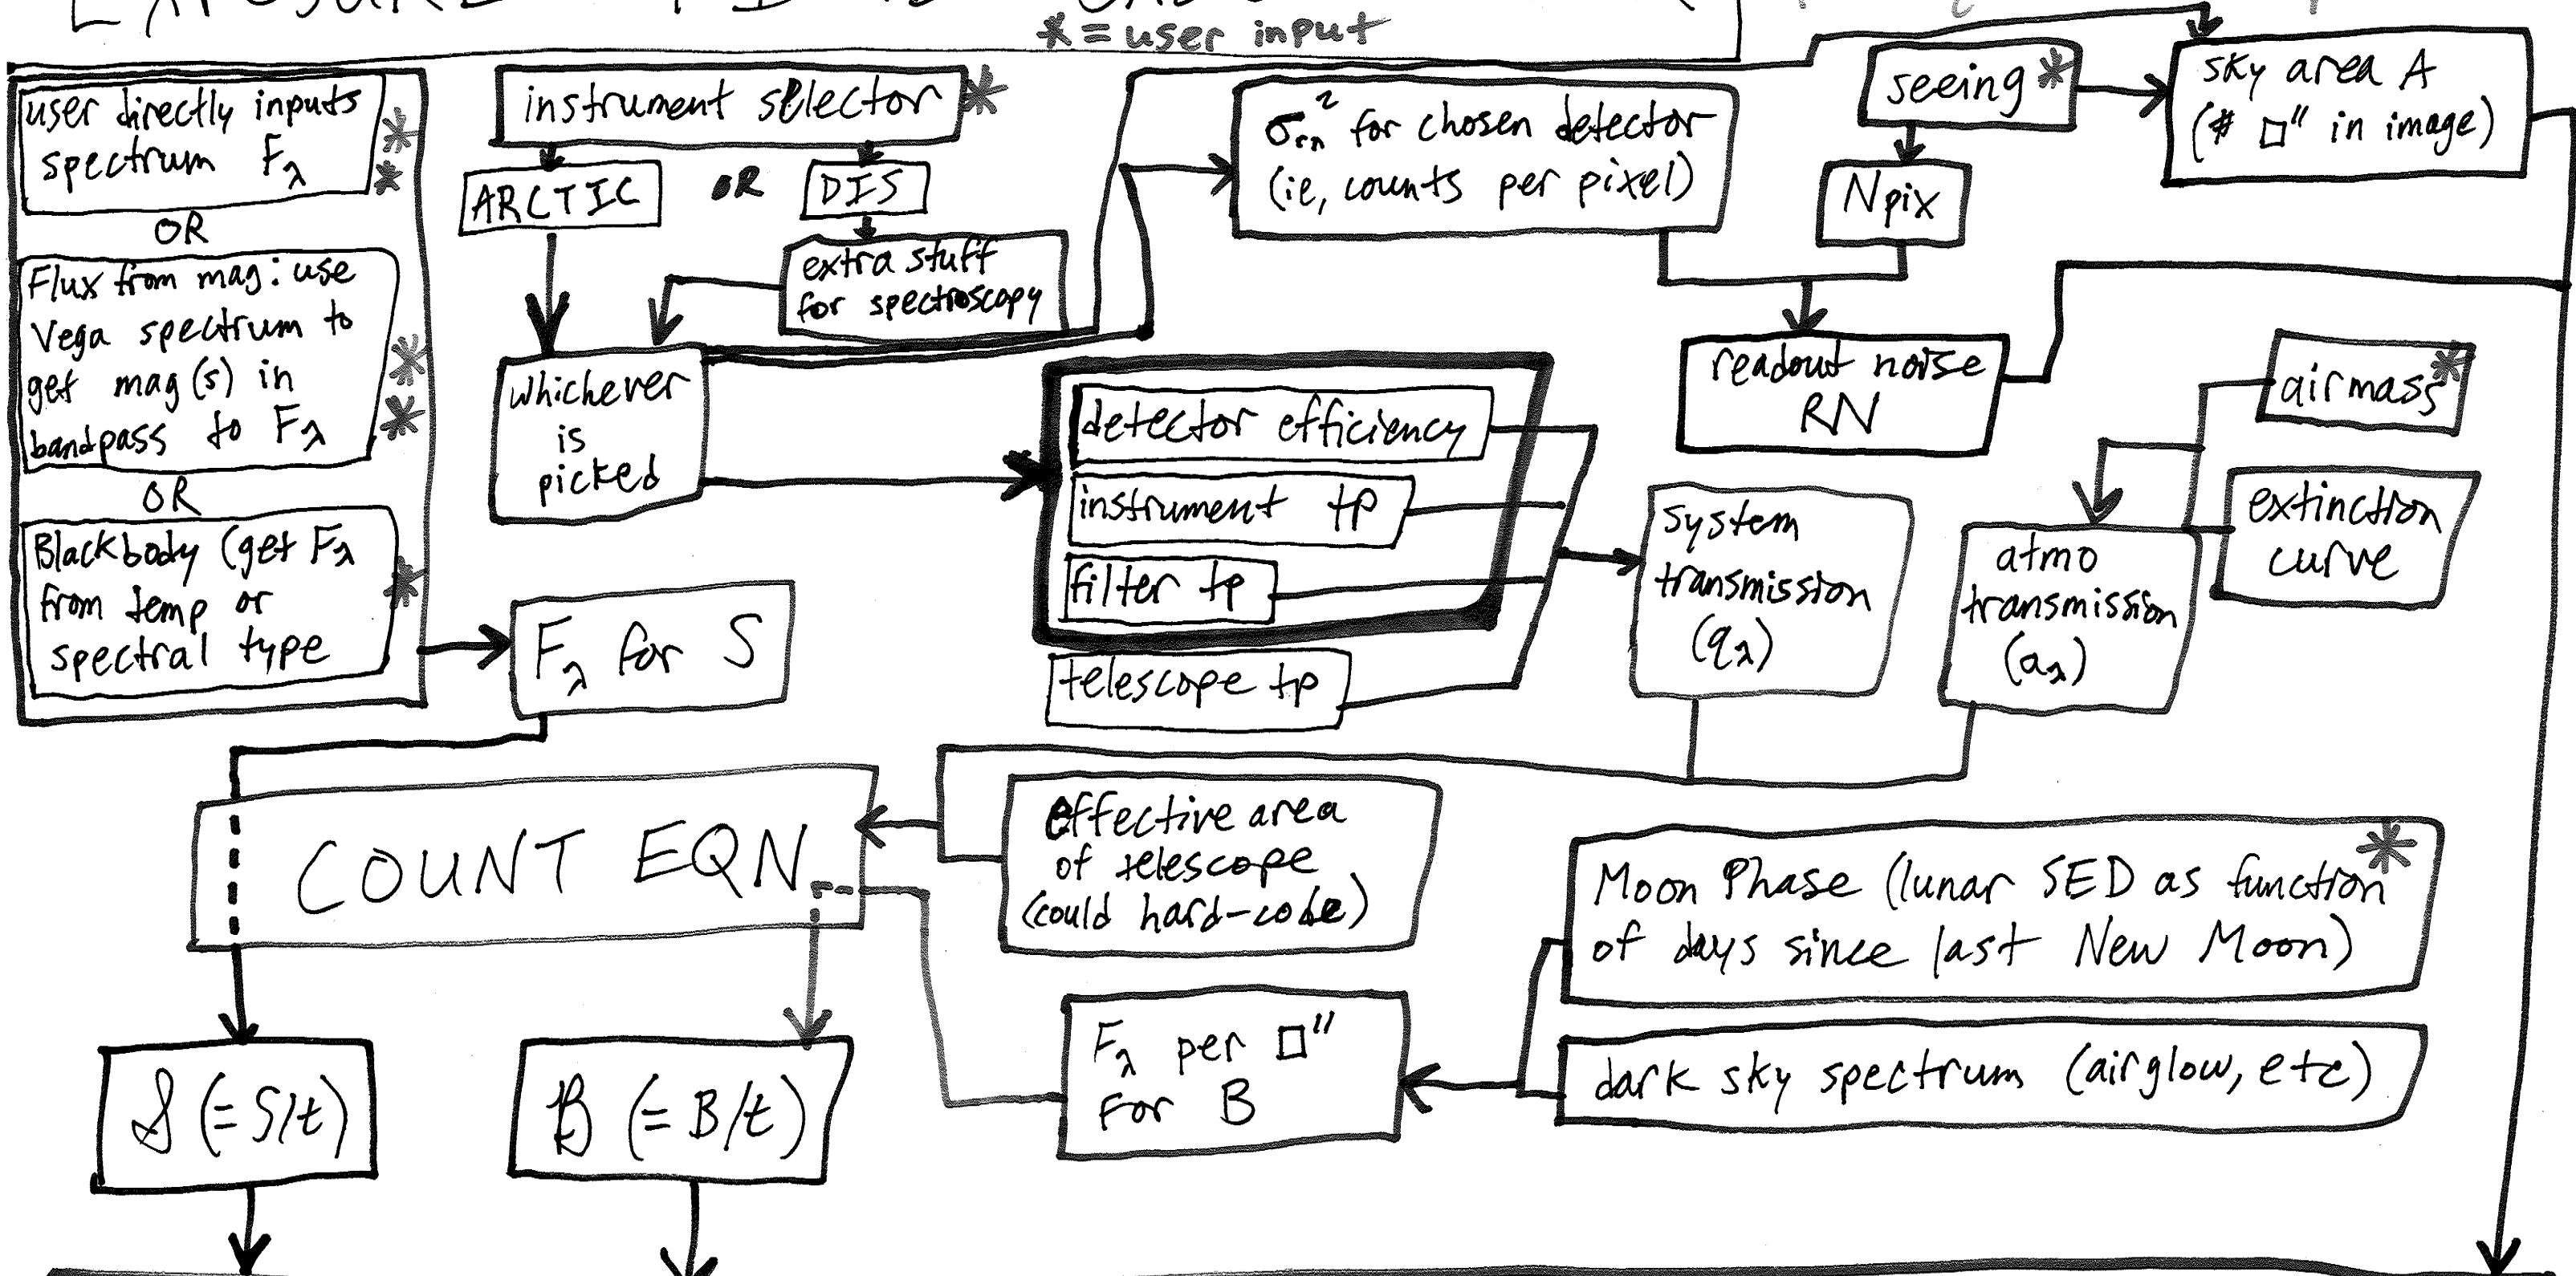 * = user input
user directly inputs
spectrum Fλ
* *
OR
Flux from mag: use
Vega spectrum to
get mag(s) in
bandpass to Fλ
* *
OR
Blackbody (get Fλ
from temp or
spectral type
*
Fλ for S
instrument selector *
ARCTIC OR DIS
extra stuff
for spectroscopy
whichever
is
picked
σrn² for chosen detector
(ie, counts per pixel)
seeing *
Npix
sky area A
(# □" in image)
readout noise
RN
detector efficiency
instrument tp
filter tp
telescope tp
system
transmission
(qλ)
airmass *
extinction
curve
atmo
transmission
(aλ)
COUNT EQN
effective area
of telescope
(could hard-code)
Moon Phase (lunar SED as function
of days since last New Moon)
*
dark sky spectrum (airglow, etc)
Fλ per □"
for B
S (= S/t)
B (= B/t)